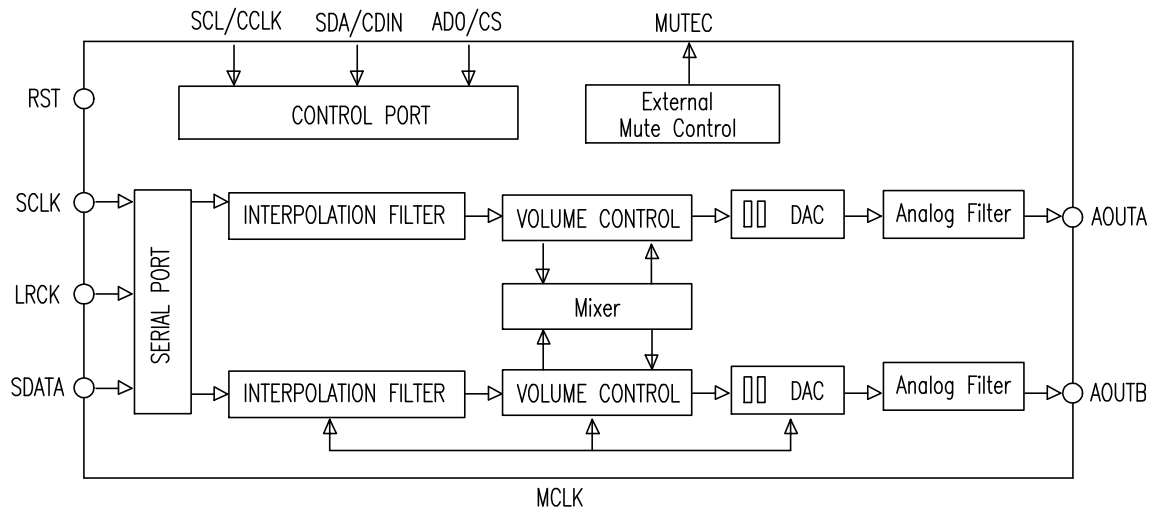 SCL/CCLK
SDA/CDIN
ADO/CS
MUTEC
RST
CONTROL PORT
External
Mute Control
SCLK
LRCK
SDATA
SERIAL PORT
INTERPOLATION FILTER
VOLUME CONTROL
DAC
Analog Filter
AOUTA
Mixer
INTERPOLATION FILTER
VOLUME CONTROL
DAC
Analog Filter
AOUTB
MCLK